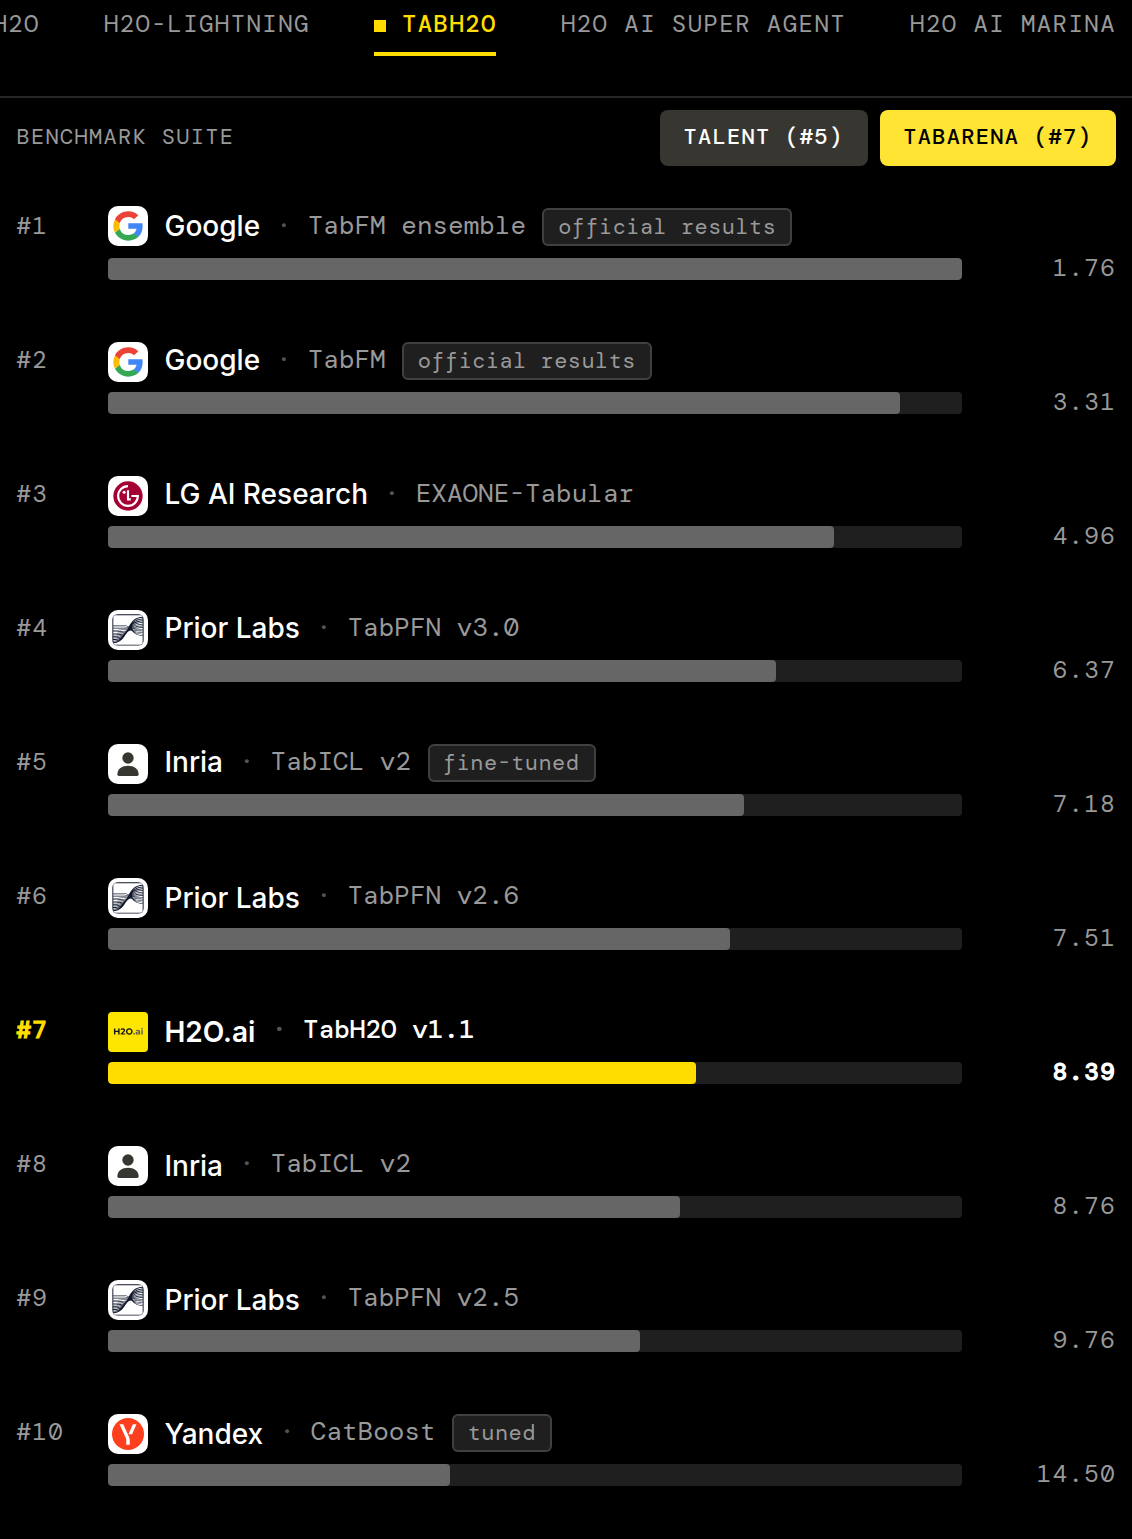 H2O H2O-LIGHTNING TABH2O H2O AI SUPER AGENT H2O AI MARINA
BENCHMARK SUITE TALENT (#5) TABARENA (#7)
#1 Google · TabFM ensemble official results
1.76
#2 Google · TabFM official results
3.31
#3 LG AI Research · EXAONE-Tabular
4.96
#4 Prior Labs · TabPFN v3.0
6.37
#5 Inria · TabICL v2 fine-tuned
7.18
#6 Prior Labs · TabPFN v2.6
7.51
#7 H2O.ai H2O.ai · TabH2O v1.1
8.39
#8 Inria · TabICL v2
8.76
#9 Prior Labs · TabPFN v2.5
9.76
#10 Yandex · CatBoost tuned
14.50